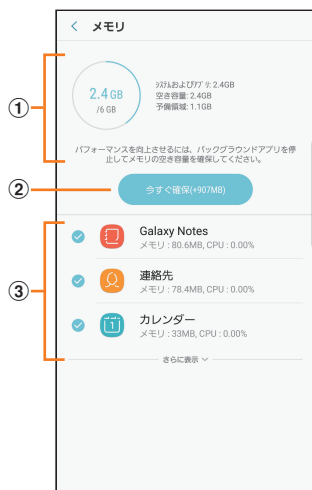 < メモリ
①
2.4 GB
/6 GB
ｼｽﾃﾑおよびｱﾌﾟﾘ: 2.4GB
空き容量: 2.4GB
予備領域: 1.1GB
パフォーマンスを向上させるには、バックグラウンドアプリを停
止してメモリの空き容量を確保してください。
②
今すぐ確保(+907MB)
③
Galaxy Notes
メモリ : 80.6MB, CPU : 0.00%
連絡先
メモリ : 78.4MB, CPU : 0.00%
1
カレンダー
メモリ : 33MB, CPU : 0.00%
さらに表示